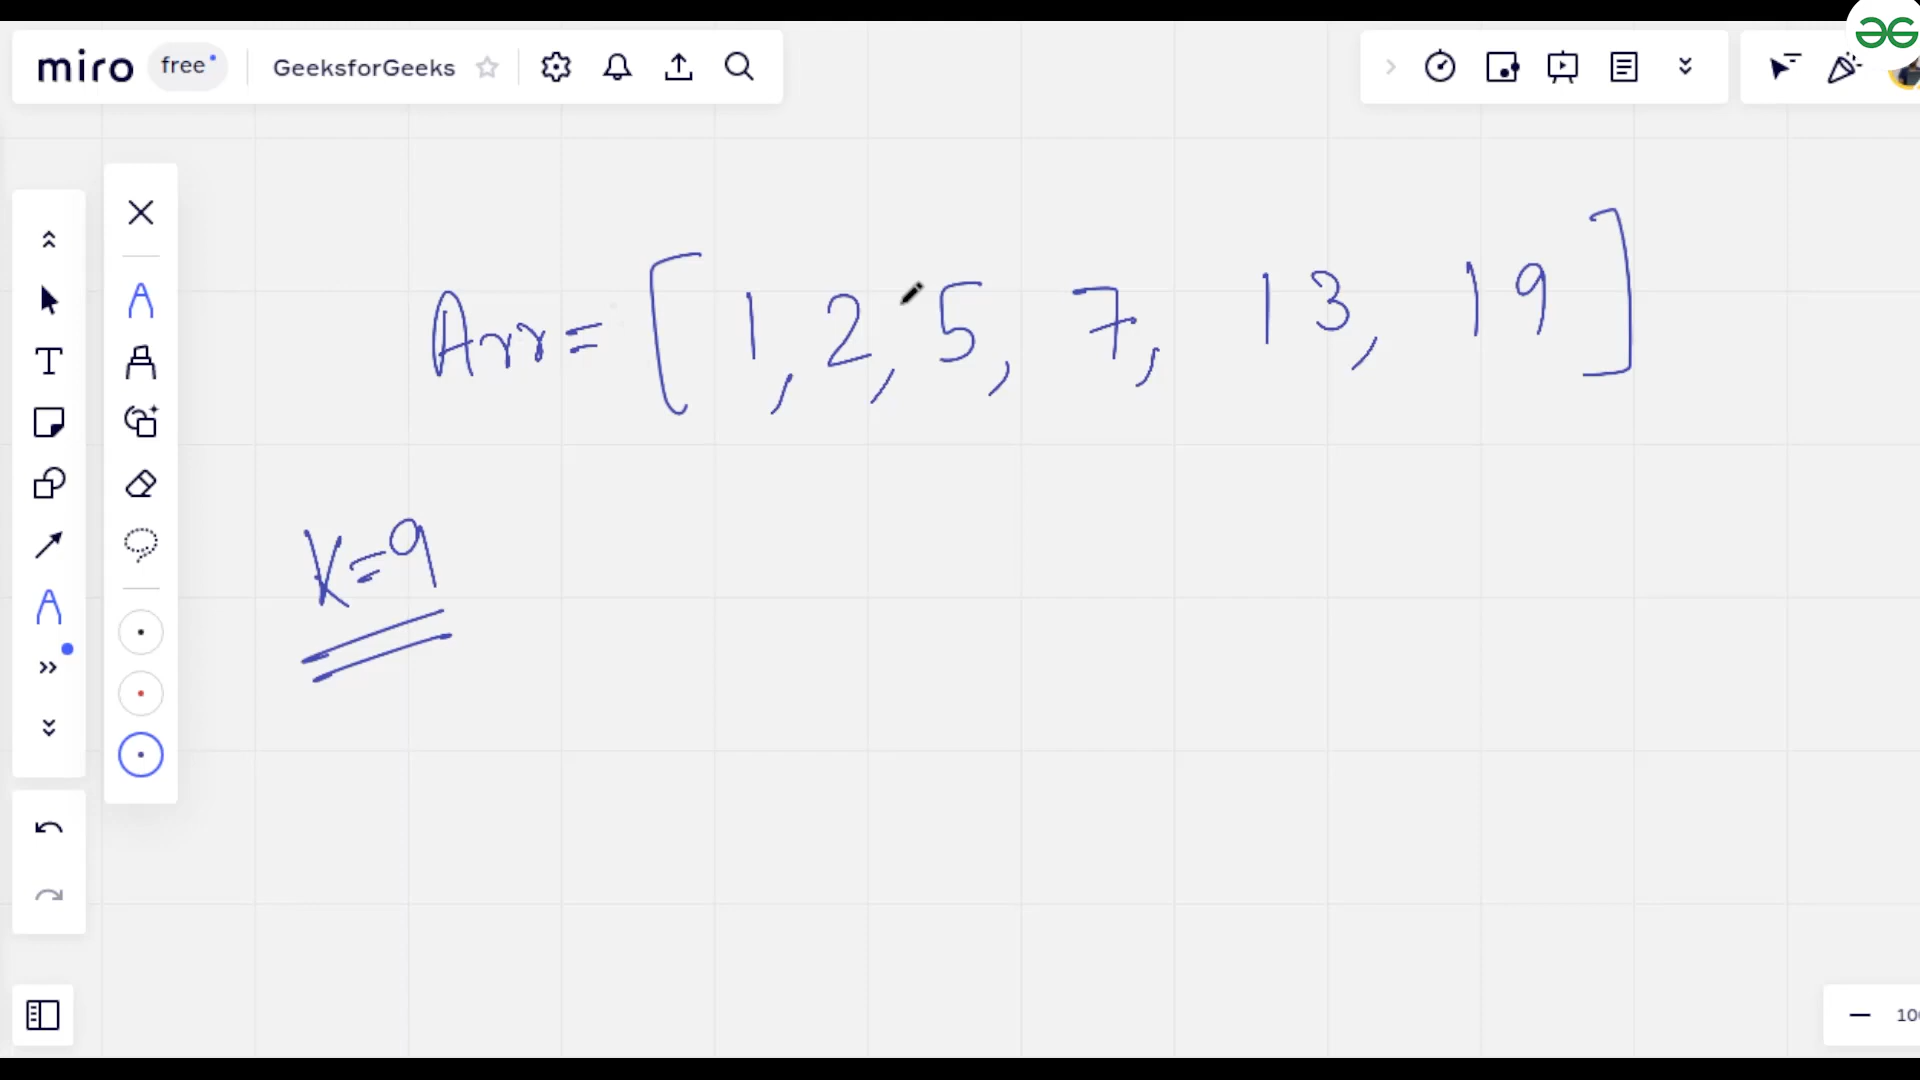 miro free GeeksforGeeks
Arr= [1, 2, 5, 7, 13, 19]
K=9